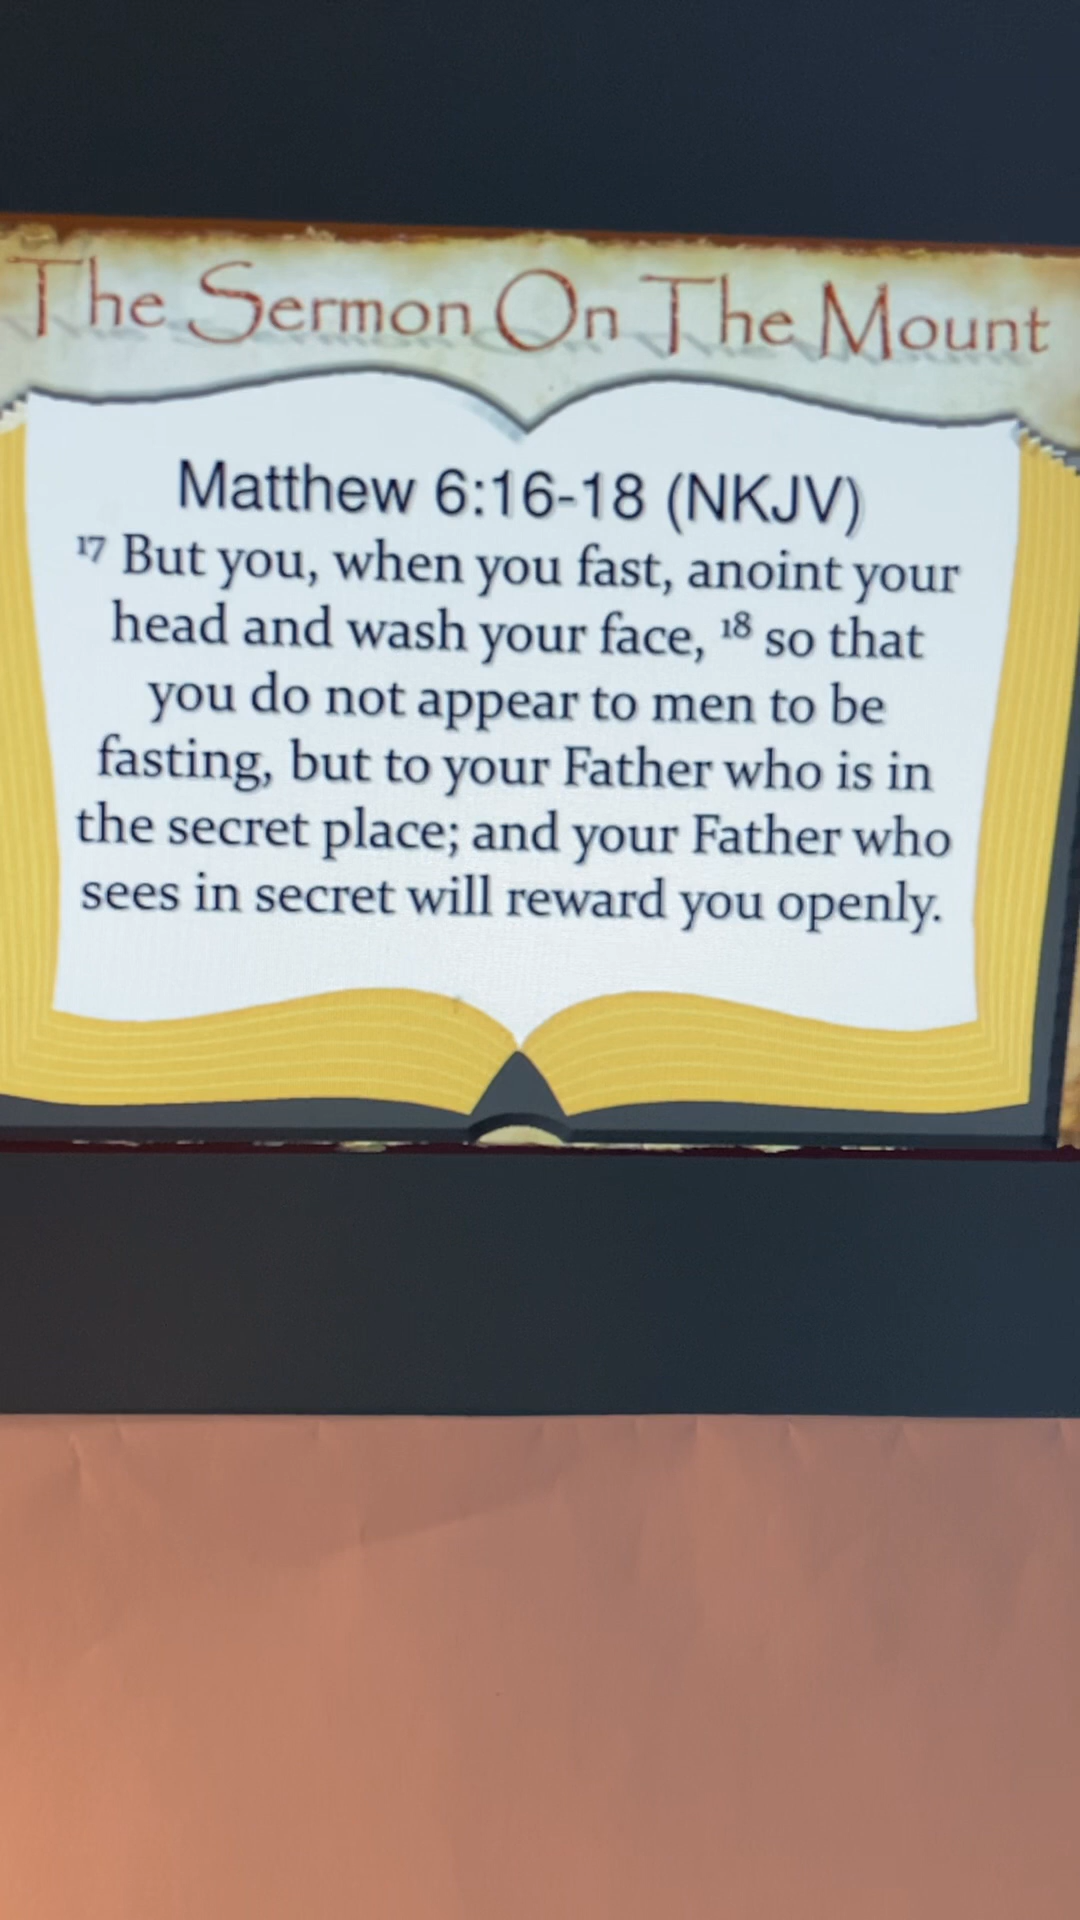 The Sermon On The Mount
Matthew 6:16-18 (NKJV)
¹⁷ But you, when you fast, anoint your
head and wash your face, ¹⁸ so that
you do not appear to men to be
fasting, but to your Father who is in
the secret place; and your Father who
sees in secret will reward you openly.